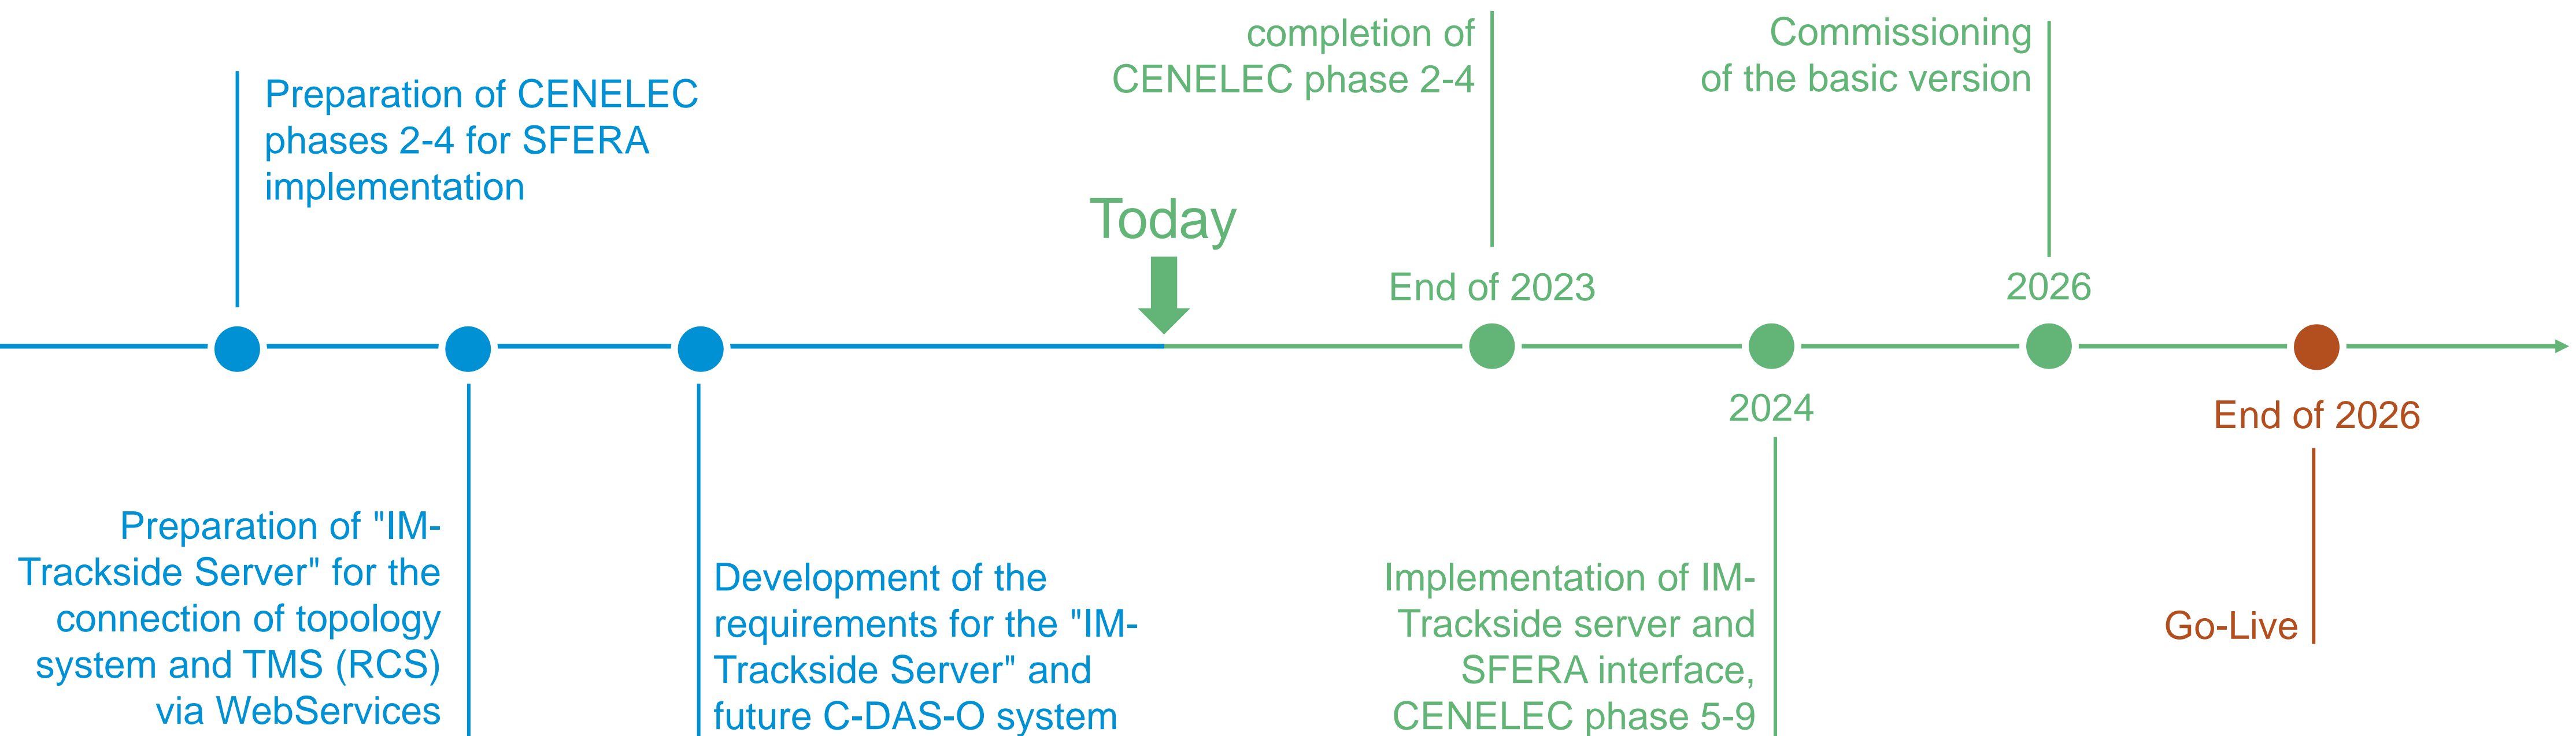 Preparation of CENELEC
phases 2-4 for SFERA
implementation
Preparation of "IM-
Trackside Server" for the
connection of topology
system and TMS (RCS)
via WebServices
Development of the
requirements for the "IM-
Trackside Server" and
future C-DAS-O system
Today
completion of
CENELEC phase 2-4
End of 2023
2024
Implementation of IM-
Trackside server and
SFERA interface,
CENELEC phase 5-9
Commissioning
of the basic version
2026
End of 2026
Go-Live